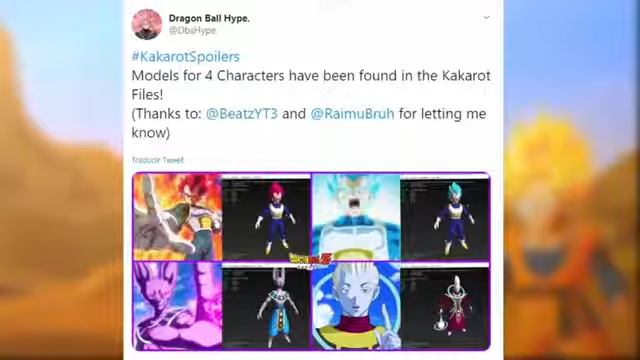 Dragon Ball Hype.
@DbsHype
#KakarotSpoilers
Models for 4 Characters have been found in the Kakarot
Files!
(Thanks to: @BeatzYT3 and @RaimuBruh for letting me
know)
Traducir Tweet